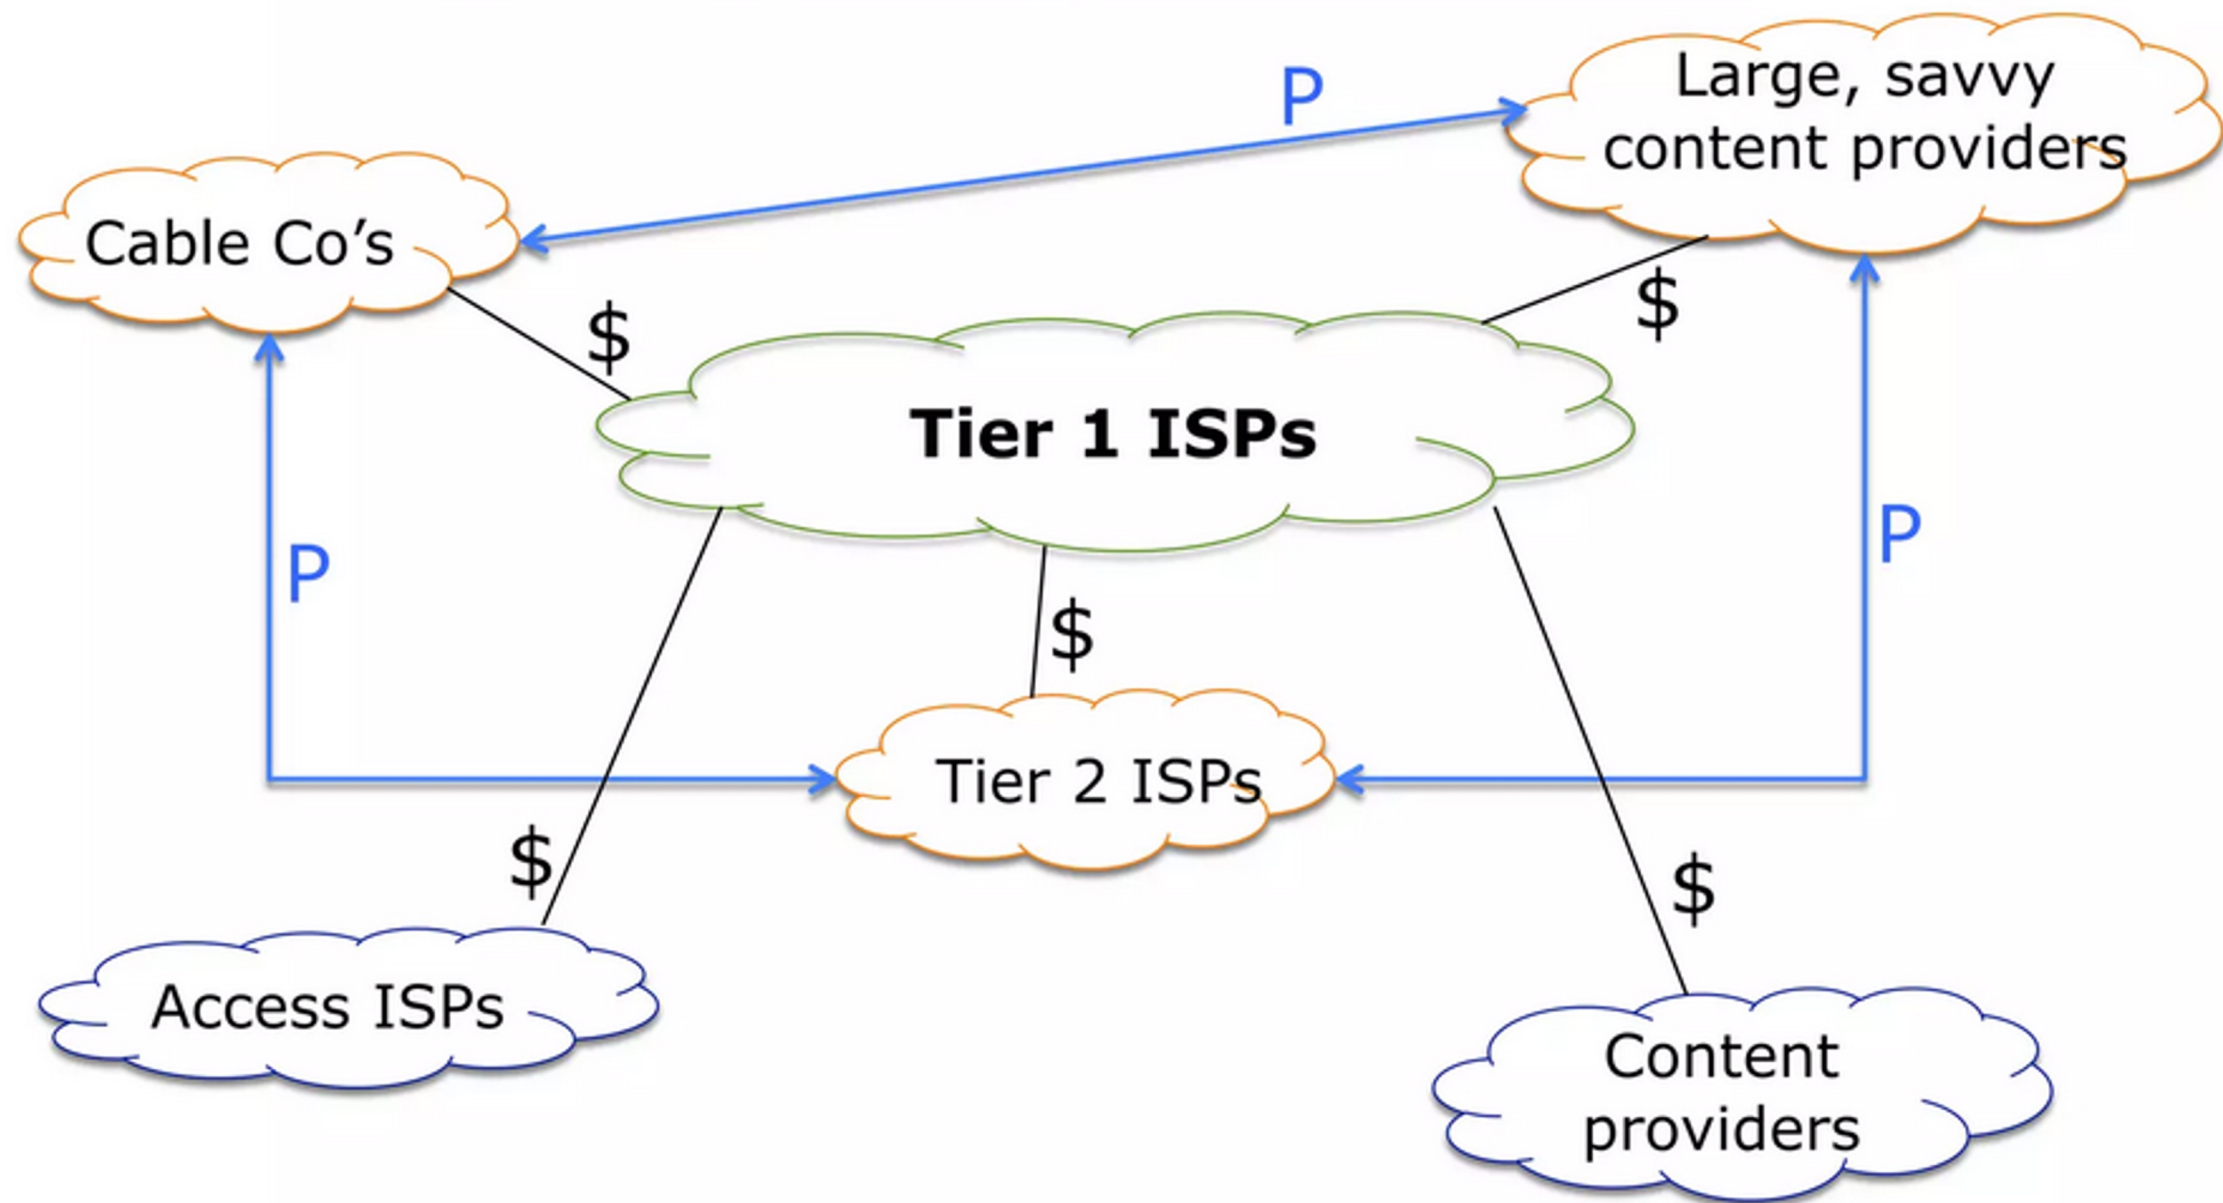 P
Large, savvy
content providers
Cable Co’s
$
$
Tier 1 ISPs
P
P
$
Tier 2 ISPs
$
$
Access ISPs
Content
providers